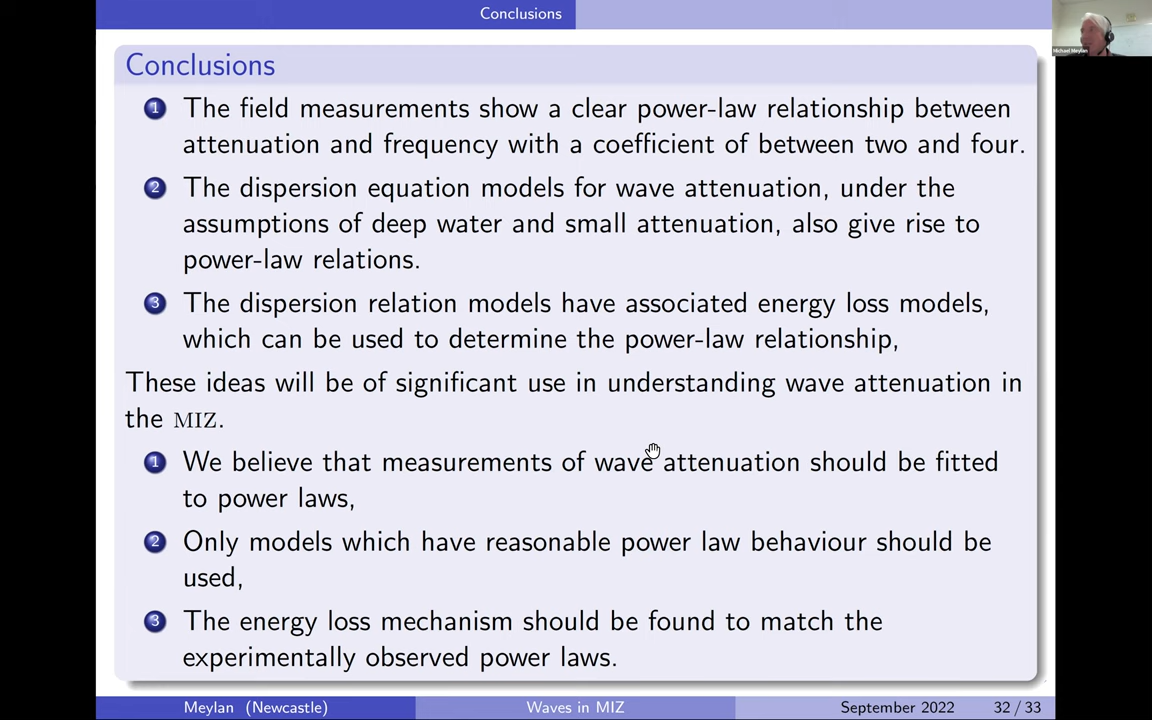 Conclusions
Michael Meylan
Conclusions
1 The field measurements show a clear power-law relationship between
attenuation and frequency with a coefficient of between two and four.
2 The dispersion equation models for wave attenuation, under the
assumptions of deep water and small attenuation, also give rise to
power-law relations.
3 The dispersion relation models have associated energy loss models,
which can be used to determine the power-law relationship,
These ideas will be of significant use in understanding wave attenuation in
the MIZ.
1 We believe that measurements of wave attenuation should be fitted
to power laws,
2 Only models which have reasonable power law behaviour should be
used,
3 The energy loss mechanism should be found to match the
experimentally observed power laws.
Meylan (Newcastle) Waves in MIZ September 2022 32 / 33